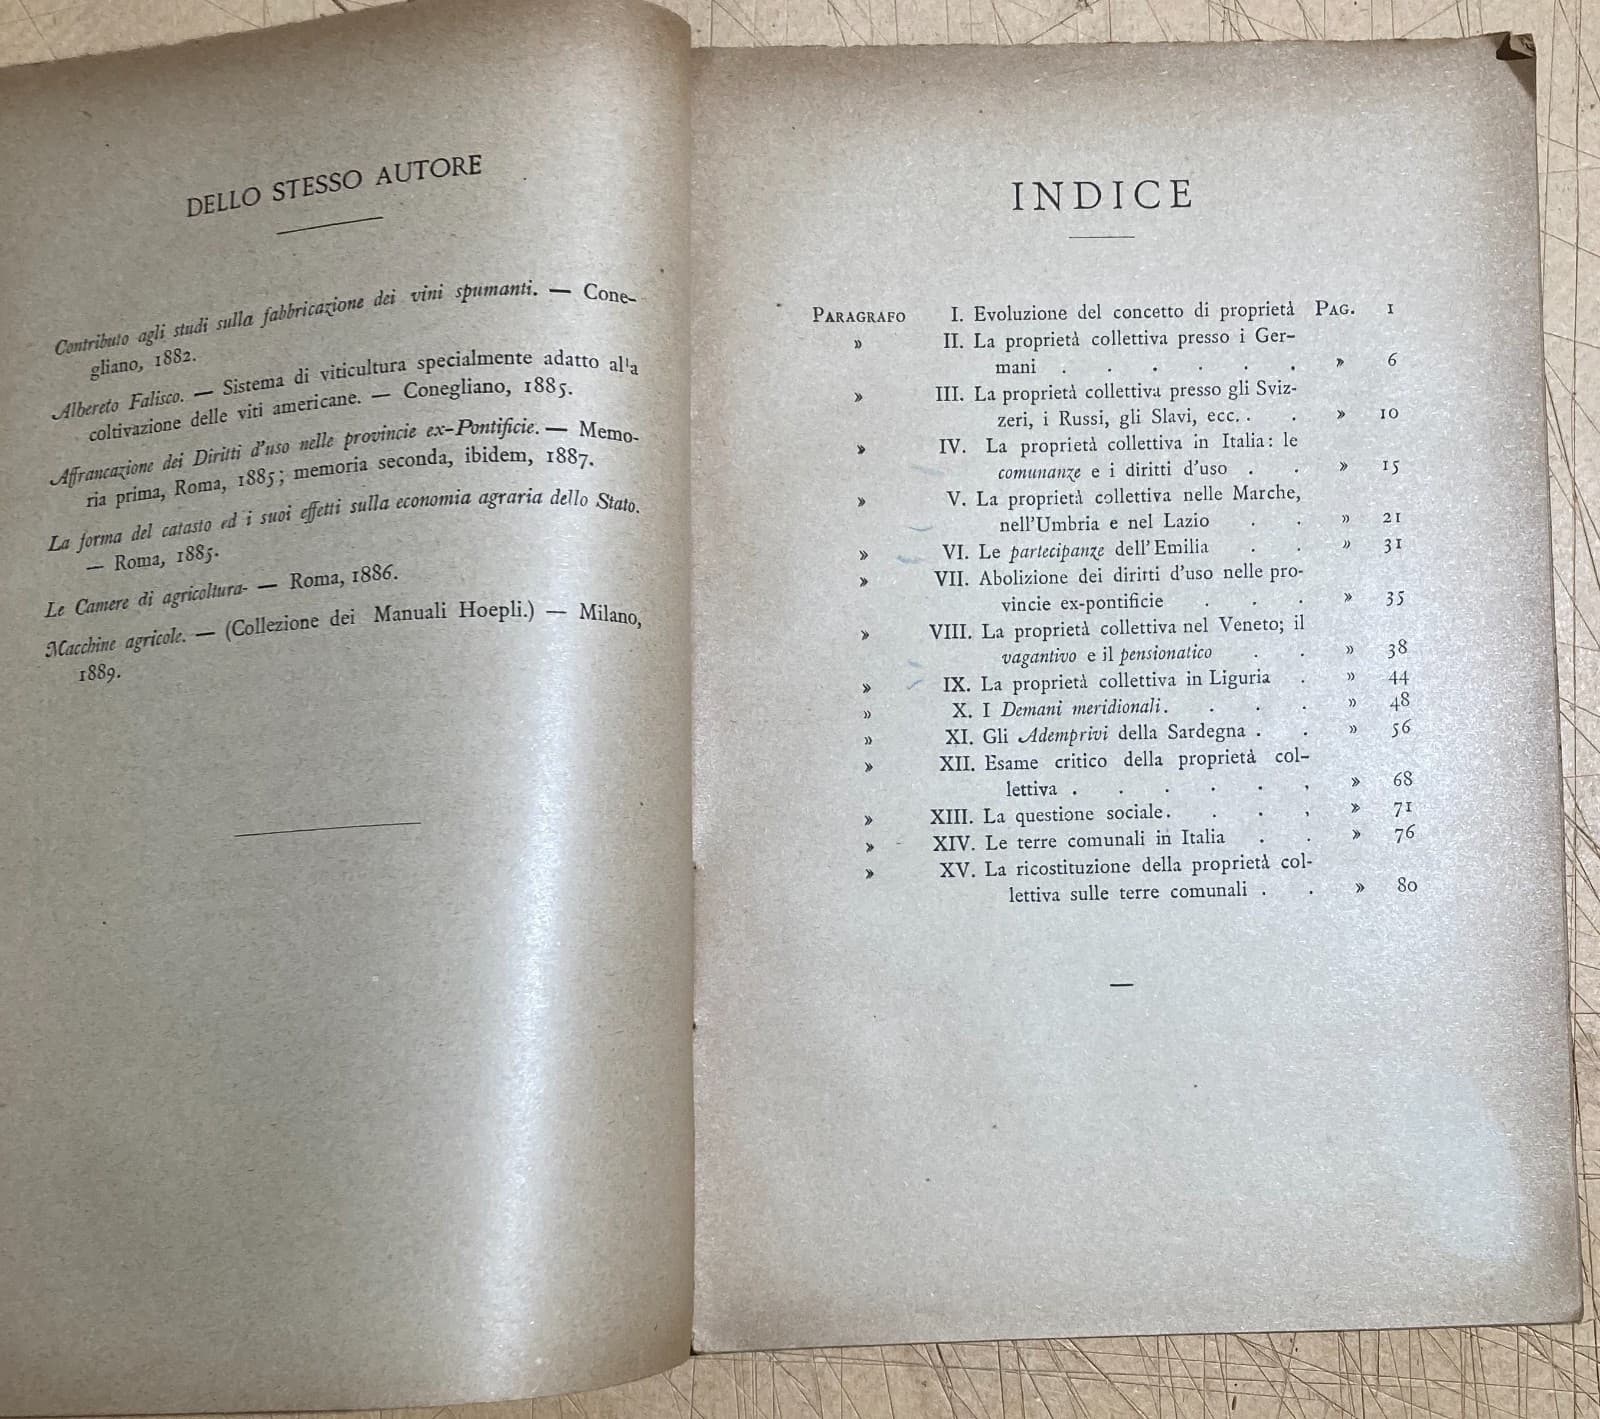 DELLO STESSO AUTORE
Contributo agli studi sulla fabbricazione dei vini spumanti. — Cone-
gliano, 1882.
Albereto Falisco. — Sistema di viticultura specialmente adatto alla
coltivazione delle viti americane. — Conegliano, 1885.
Affrancazione dei Diritti d'uso nelle provincie ex-Pontificie. — Memo-
ria prima, Roma, 1885; memoria seconda, ibidem, 1887.
La forma del catasto ed i suoi effetti sulla economia agraria dello Stato.
— Roma, 1885.
Le Camere di agricoltura- — Roma, 1886.
Macchine agricole. — (Collezione dei Manuali Hoepli.) — Milano,
1889.
INDICE
PARAGRAFO I. Evoluzione del concetto di proprietà PAG. 1
» II. La proprietà collettiva presso i Ger-
mani . . . . . . » 6
» III. La proprietà collettiva presso gli Sviz-
zeri, i Russi, gli Slavi, ecc. . . » 10
» IV. La proprietà collettiva in Italia: le
comunanze e i diritti d'uso . . » 15
» V. La proprietà collettiva nelle Marche,
nell'Umbria e nel Lazio . . » 21
» VI. Le partecipanze dell'Emilia . . » 31
» VII. Abolizione dei diritti d'uso nelle pro-
vincie ex-pontificie . . . » 35
» VIII. La proprietà collettiva nel Veneto; il
vagantivo e il pensionatico . . » 38
» IX. La proprietà collettiva in Liguria . » 44
» X. I Demani meridionali. . . . » 48
» XI. Gli Ademprivi della Sardegna . . » 56
» XII. Esame critico della proprietà col-
lettiva . . . . . , » 68
» XIII. La questione sociale. . . , » 71
» XIV. Le terre comunali in Italia . . » 76
» XV. La ricostituzione della proprietà col-
lettiva sulle terre comunali . . » 80